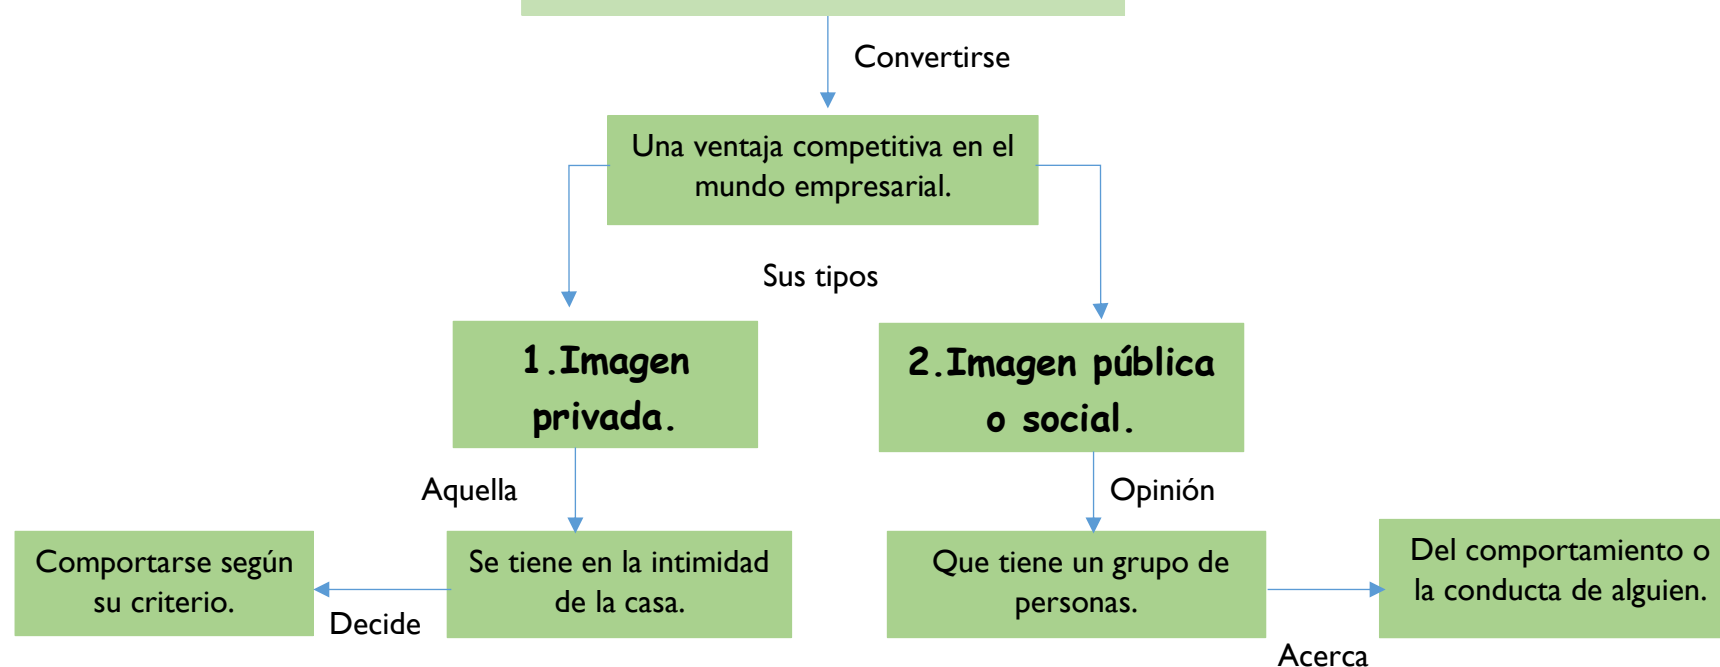 Convertirse
Una ventaja competitiva en el
mundo empresarial.
Sus tipos
1.Imagen
privada.
2.Imagen pública
o social.
Aquella
Opinión
Comportarse según
su criterio.
Decide
Se tiene en la intimidad
de la casa.
Que tiene un grupo de
personas.
Acerca
Del comportamiento o
la conducta de alguien.